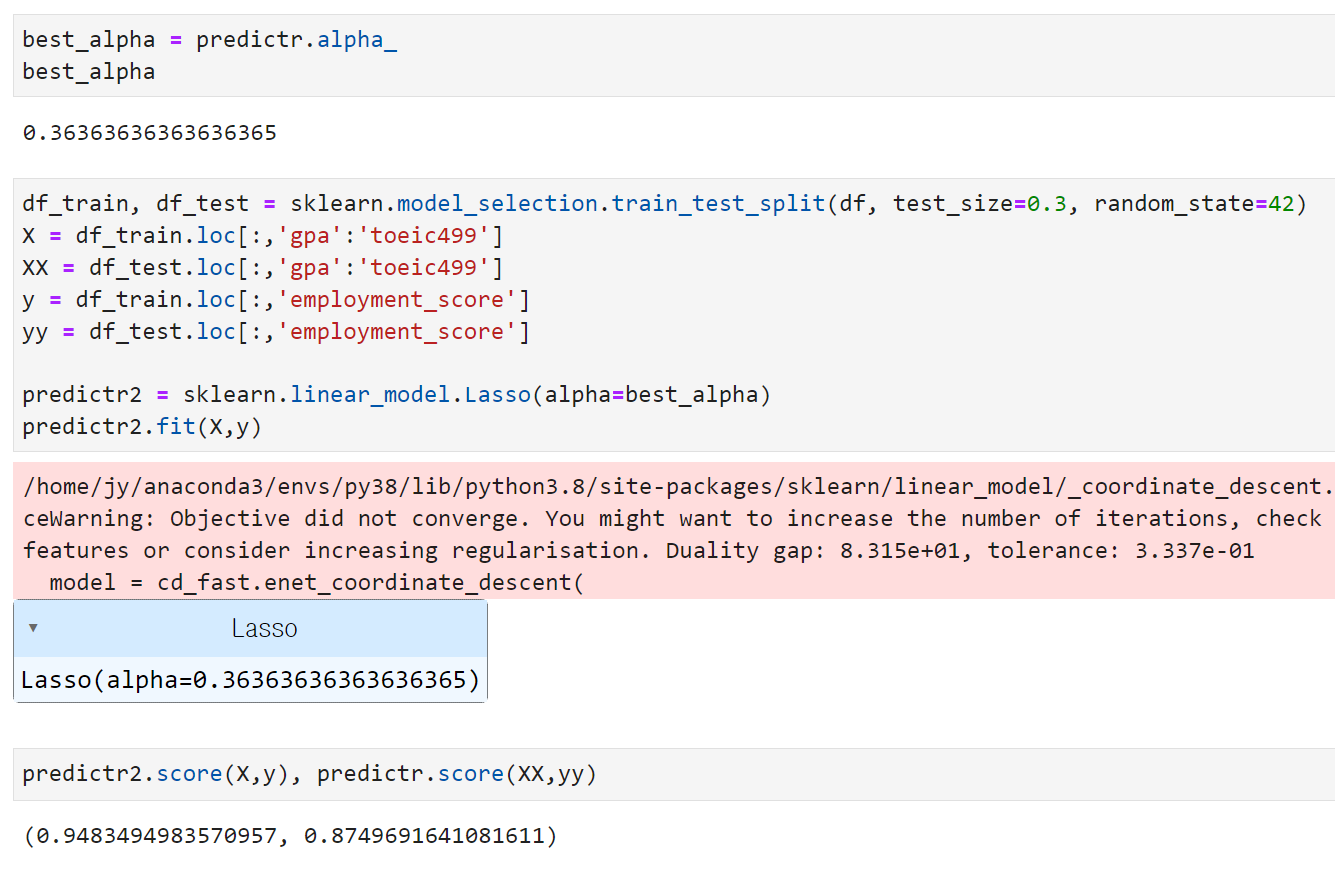 best_alpha = predictr.alpha_
best_alpha
0.36363636363636365
df_train, df_test = sklearn.model_selection.train_test_split(df, test_size=0.3, random_state=42)
X = df_train.loc[:,'gpa':'toeic499']
XX = df_test.loc[:,'gpa':'toeic499']
y = df_train.loc[:,'employment_score']
yy = df_test.loc[:,'employment_score']
predictr2 = sklearn.linear_model.Lasso(alpha=best_alpha)
predictr2.fit(X,y)
/home/jy/anaconda3/envs/py38/lib/python3.8/site-packages/sklearn/linear_model/_coordinate_descent.
ceWarning: Objective did not converge. You might want to increase the number of iterations, check
features or consider increasing regularisation. Duality gap: 8.315e+01, tolerance: 3.337e-01
model = cd_fast.enet_coordinate_descent(
▾ Lasso
Lasso(alpha=0.36363636363636365)
predictr2.score(X,y), predictr.score(XX,yy)
(0.9483494983570957, 0.8749691641081611)